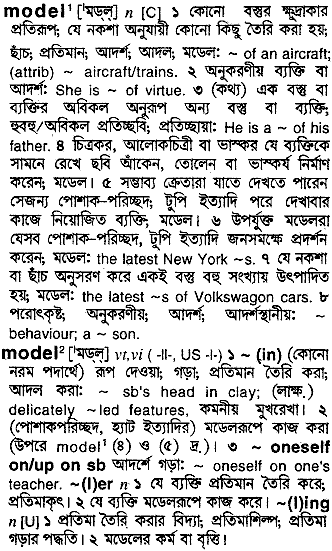 model¹ ['মড্‌ল্] n [C] ১ কোনো বস্তুর ক্ষুদ্রাকার
প্রতিরূপ; যে নকশা অনুযায়ী কোনো কিছু তৈরি করা হয়;
ছাঁচ; প্রতিমান; আদর্শ; আদল; মডেল: ~ of an aircraft;
(attrib) ~ aircraft/trains. ২ অনুকরণীয় ব্যক্তি বা
আদর্শ: She is ~ of virtue. ৩ (কথ্য) এক বস্তু বা
ব্যক্তির অবিকল অনুরূপ অন্য বস্তু বা ব্যক্তি;
হুবহু/অবিকল প্রতিচ্ছবি; প্রতিচ্ছায়া: He is a ~ of his
father. ৪ চিত্রকর, আলোকচিত্রী বা ভাস্কর যে ব্যক্তিকে
সামনে রেখে ছবি আঁকেন, তোলেন বা ভাস্কর্য নির্মাণ
করেন; মডেল। ৫ সম্ভাব্য ক্রেতারা যাতে দেখতে পারেন
সেজন্য পোশাক-পরিচ্ছদ, টুপি ইত্যাদি পরে দেখাবার
কাজে নিয়োজিত ব্যক্তি; মডেল। ৬ উপর্যুক্ত মডেলরা
যেসব পোশাক-পরিচ্ছদ, টুপি ইত্যাদি জনসমক্ষে প্রদর্শন
করেন; মডেল: the latest New York ~s. ৭ যে নকশা
বা ছাঁচ অনুসরণ করে একই বস্তু বহু সংখ্যায় উৎপাদিত
হয়; মডেল: the latest ~s of Volkswagon cars. ৮
পরোৎকৃষ্ট; অনুকরণীয়; আদর্শ; আদর্শস্থানীয়: ~
behaviour; a ~ son.
model² ['মড্‌ল্] vt,vi ( -ll-, US -l-) ১ ~ (in) (কোনো
নরম পদার্থে) রূপ দেওয়া; গড়া; প্রতিমান তৈরি করা;
আদল করা: ~ sb's head in clay; (লাক্ষ.)
delicately ~led features, কমনীয় মুখরেখা। ২
(পোশাকপরিচ্ছদ, হ্যাট ইত্যাদির) মডেলরূপে কাজ করা
(উপরে model¹ (৪) ও (৫) দ্র.)। ৩ ~ oneself
on/up on sb আদর্শে গড়া: ~ oneself on one's
teacher. ~(l)er n ১ যে ব্যক্তি প্রতিমান তৈরি করে;
প্রতিমাকৃৎ। ২ যে ব্যক্তি মডেলরূপে কাজ করে। ~(l)ing
n [U] ১ প্রতিমা তৈরি করার বিদ্যা; প্রতিমাশিল্প; প্রতিমা
গড়ার পদ্ধতি। ২ মডেলের কর্ম বা বৃত্তি।